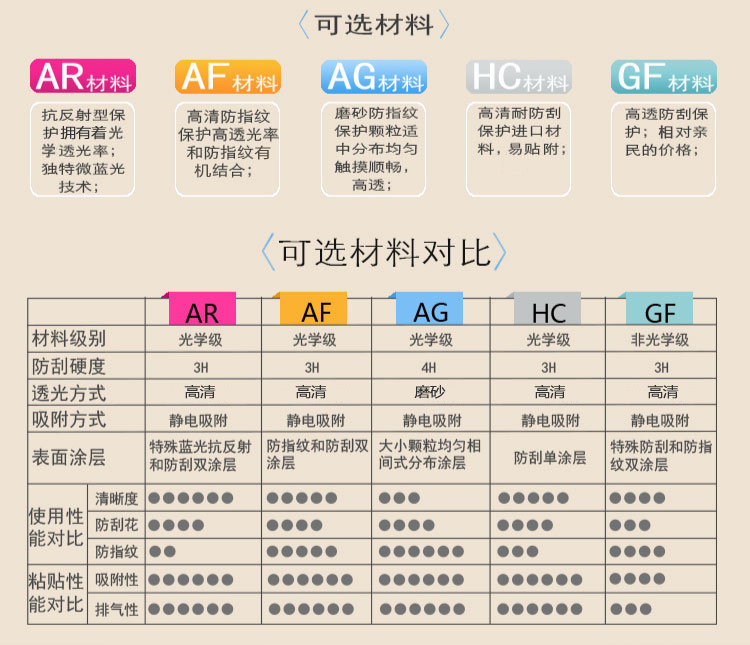 〈可选材料〉
AR材料 AF材料 AG材料 HC材料 GF材料
抗反射型保
护拥有着光
学透光率；
独特微蓝光
技术；
高清防指纹
保护高透光率
和防指纹有
机结合；
磨砂防指纹
保护颗粒适
中分布均匀
触摸顺畅，
高透；
高清耐防刮
保护进口材
料，易贴附；
高透防刮保
护；相对亲
民的价格；
〈可选材料对比〉
AR AF AG HC GF
材料级别 光学级 光学级 光学级 光学级 非光学级
防刮硬度 3H 3H 4H 3H 3H
透光方式 高清 高清 磨砂 高清 高清
吸附方式 静电吸附 静电吸附 静电吸附 静电吸附 静电吸附
表面涂层
特殊蓝光抗反射
和防刮双涂层
防指纹和防刮双
涂层
大小颗粒均匀相
间式分布涂层
防刮单涂层
特殊防刮和防指
纹双涂层
使用性
能对比
清晰度
防刮花
防指纹
粘贴性
能对比
吸附性
排气性